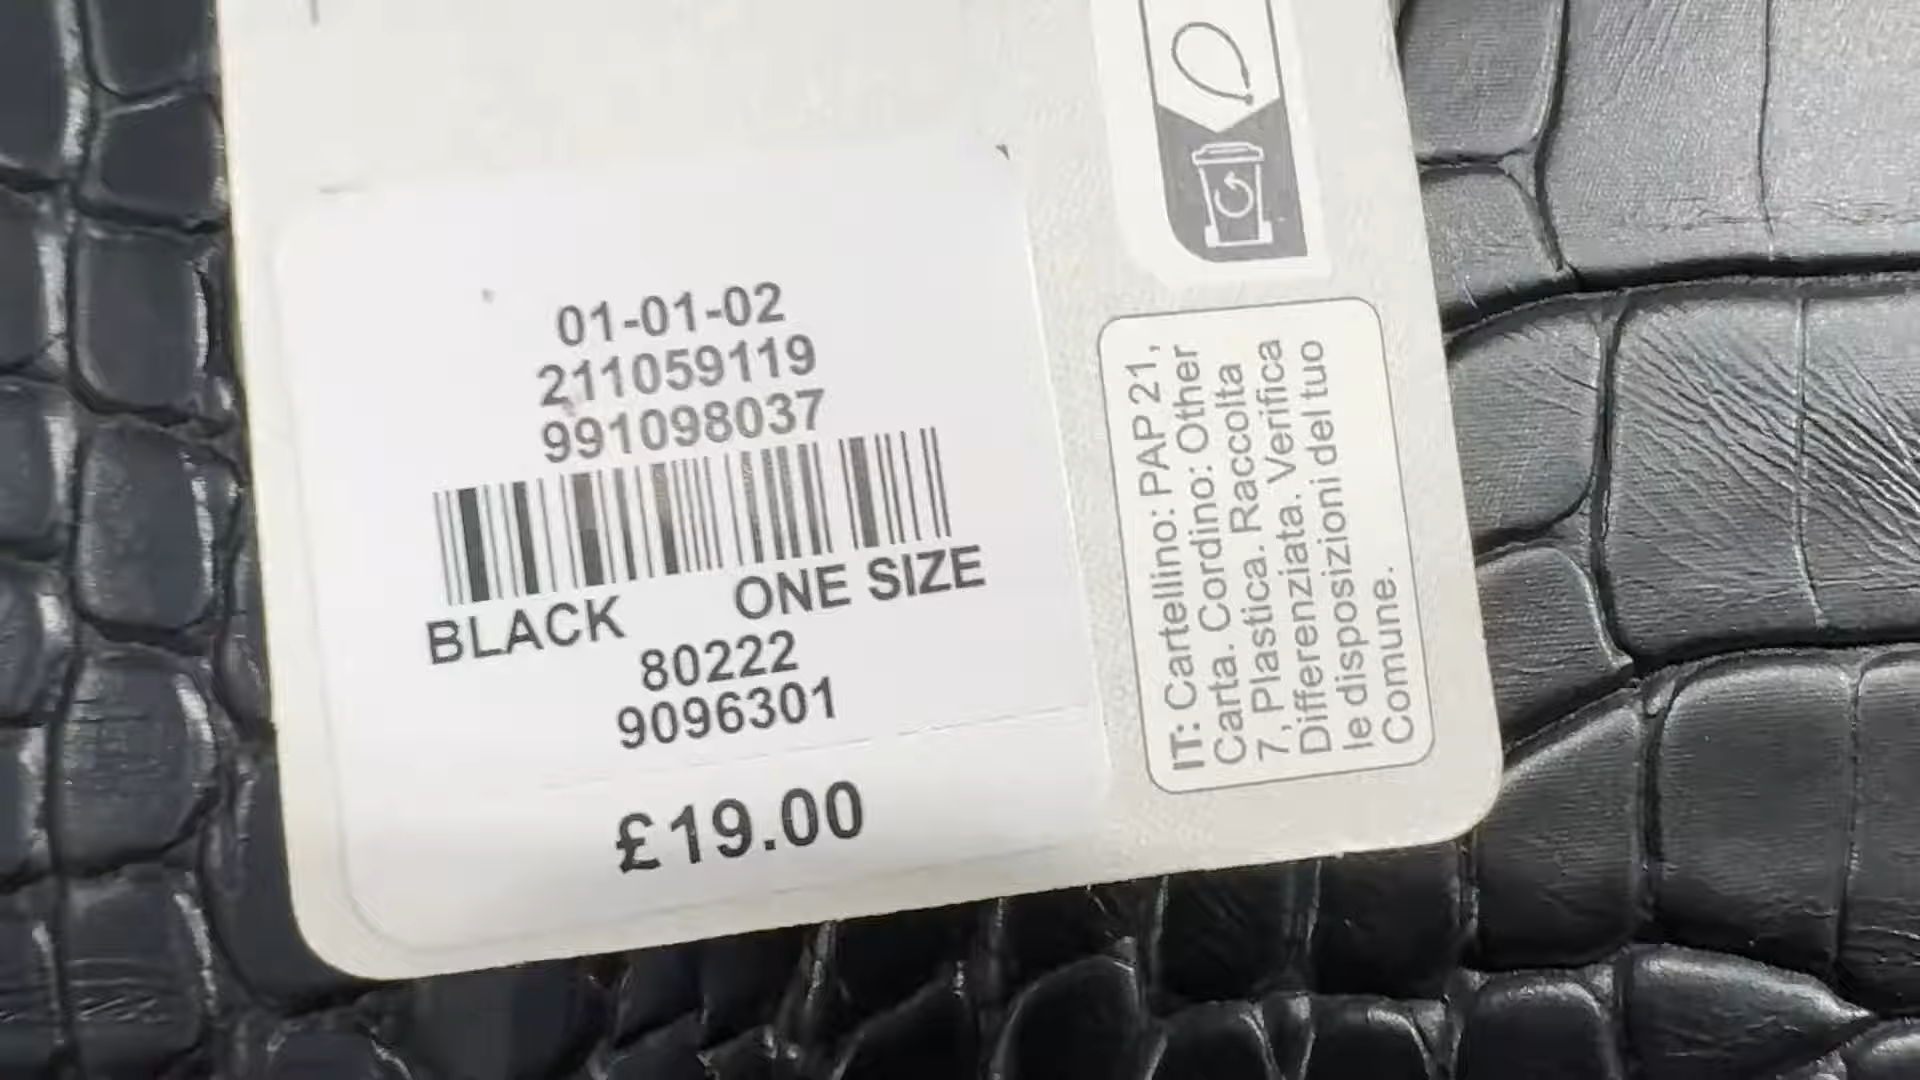 01-01-02
211059119
991098037
BLACK ONE SIZE
80222
9096301
£19.00
IT: Cartellino: PAP 21,
Carta. Cordino: Other
7, Plastica. Raccolta
Differenziata. Verifica
le disposizioni del tuo
Comune.